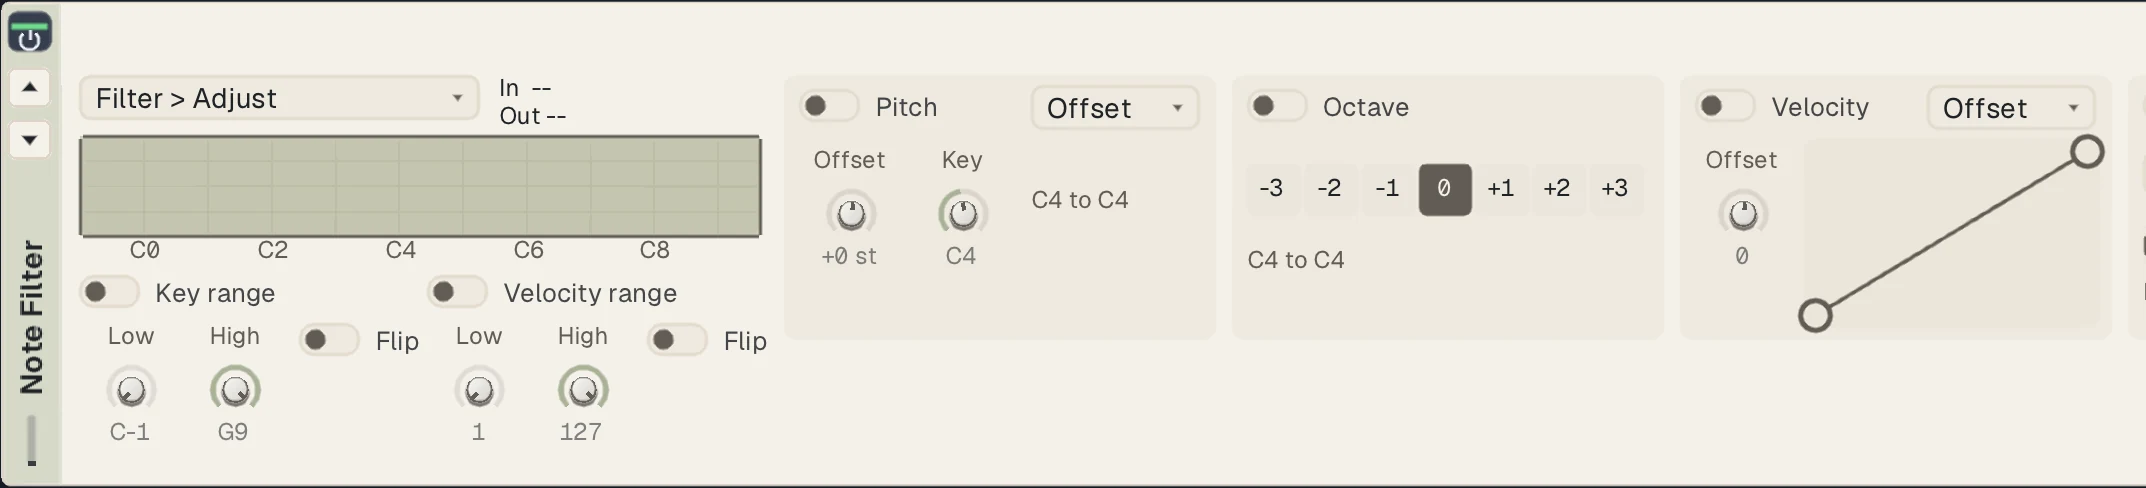 Note Filter
Filter > Adjust
In --
Out --
C0 C2 C4 C6 C8
Key range
Low High Flip
C-1 G9
Velocity range
Low High Flip
1 127
Pitch Offset
Offset Key
C4 to C4
+0 st C4
Octave
-3 -2 -1 0 +1 +2 +3
C4 to C4
Velocity Offset
Offset
0